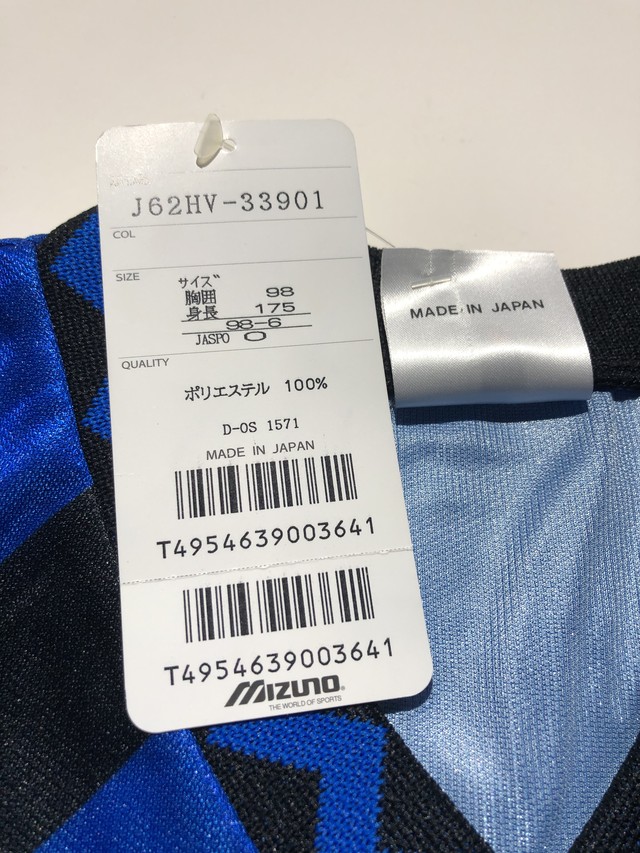 J62HV-33901
COL
SIZE
サイズ
胸囲 98
身長 175
98-6
JASPO O
QUALITY
ポリエステル 100%
D-OS 1571
MADE IN JAPAN
T4954639003641
T4954639003641
MIZUNO
THE WORLD OF SPORTS
MADE IN JAPAN